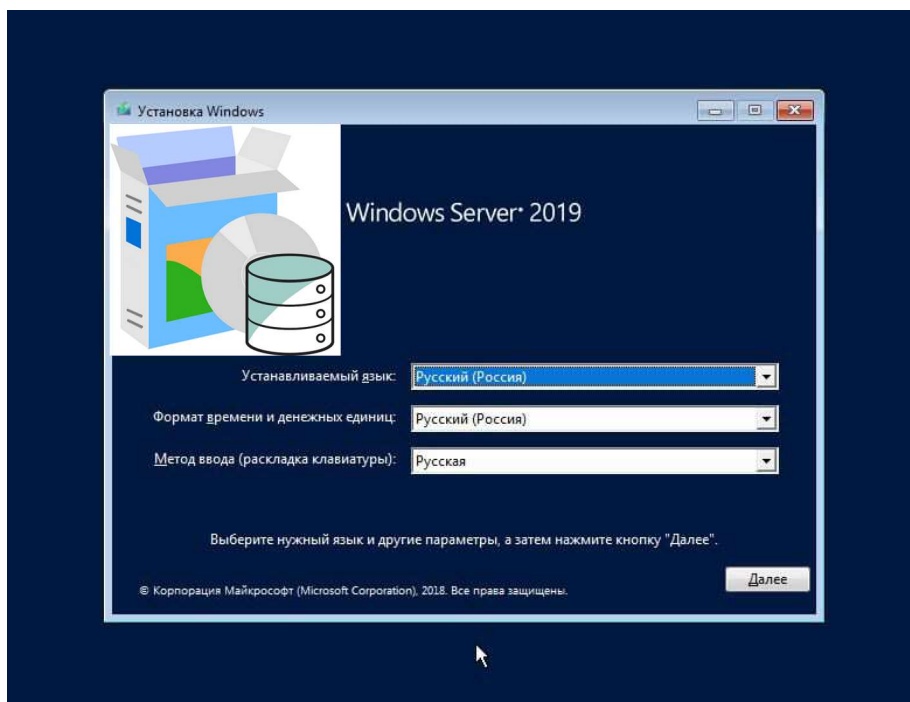 Установка Windows
Windows Server 2019
Устанавливаемый язык: Русский (Россия)
Формат времени и денежных единиц: Русский (Россия)
Метод ввода (раскладка клавиатуры): Русская
Выберите нужный язык и другие параметры, а затем нажмите кнопку "Далее".
Далее
© Корпорация Майкрософт (Microsoft Corporation), 2018. Все права защищены.